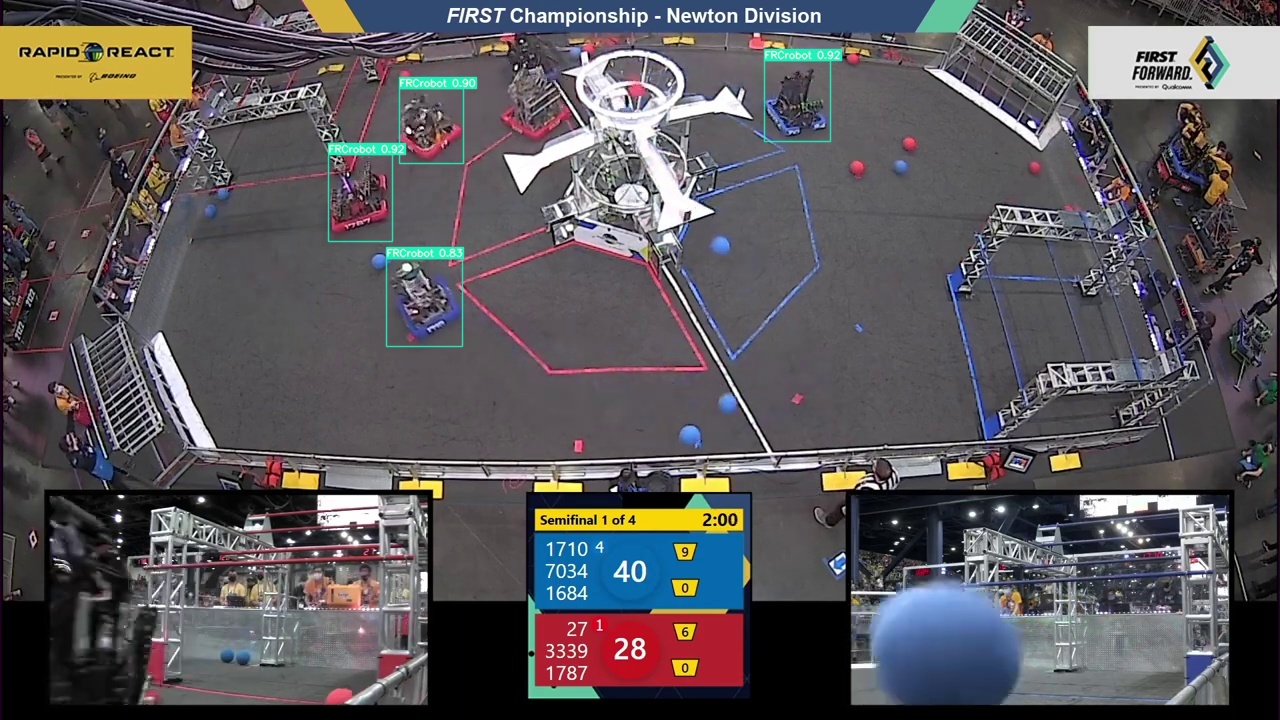 FIRST Championship - Newton Division
RAPID REACT
PRESENTED BY BOEING
FIRST
FORWARD
PRESENTED BY Qualcomm
FRCrobot 0.92
FRCrobot 0.90
FRCrobot 0.92
FRCrobot 0.83
Semifinal 1 of 4 2:00
1710 4
7034
1684
40
9
0
27 1
3339
1787
28
6
0